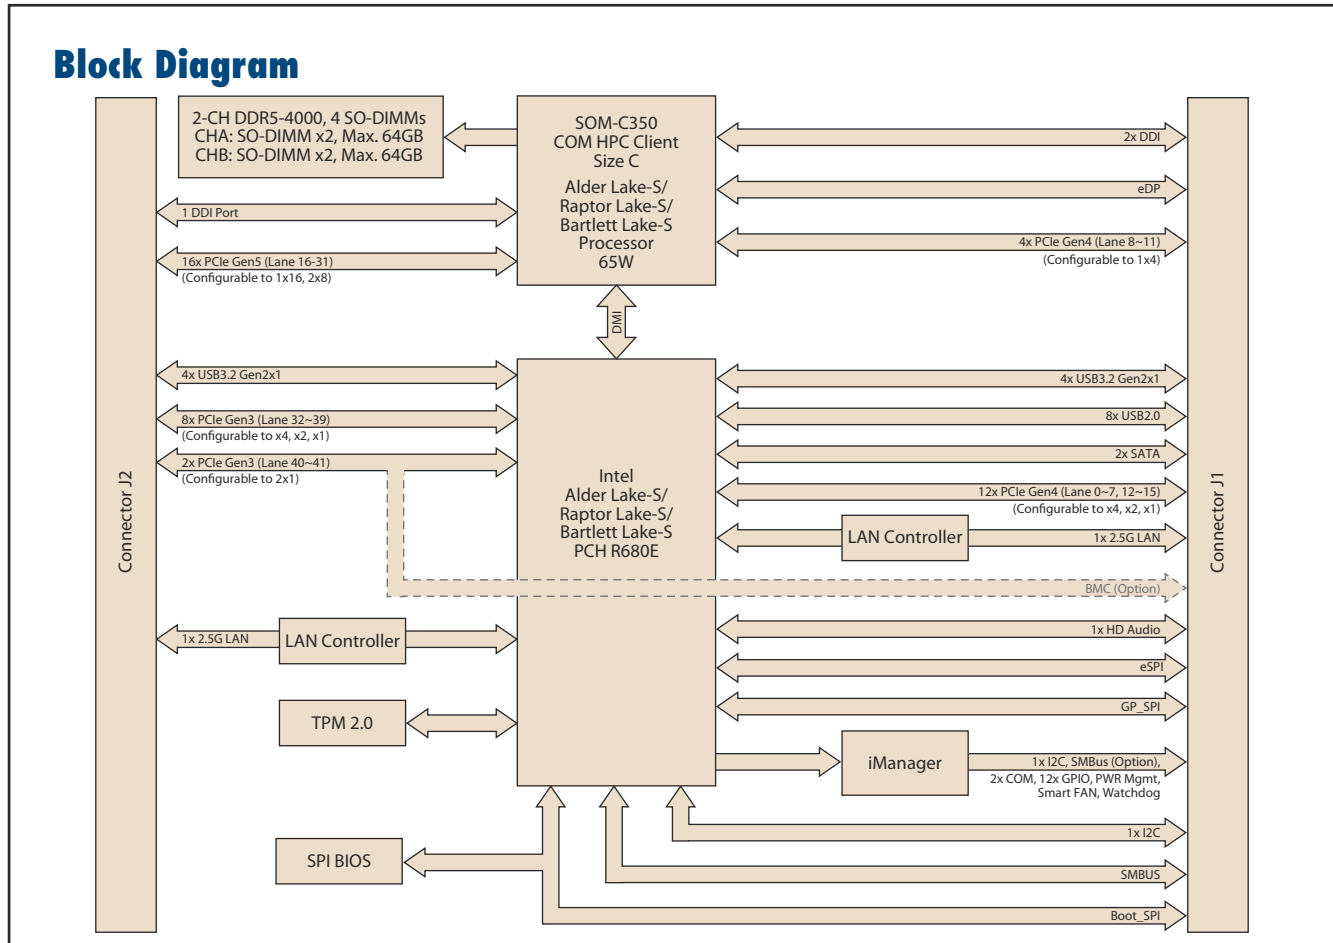 Block Diagram
2-CH DDR5-4000, 4 SO-DIMMs
CHA: SO-DIMM x2, Max. 64GB
CHB: SO-DIMM x2, Max. 64GB
SOM-C350
COM HPC Client
Size C
Alder Lake-S/
Raptor Lake-S/
Bartlett Lake-S
Processor
65W
2x DDI
eDP
4x PCIe Gen4 (Lane 8~11)
(Configurable to 1x4)
1 DDI Port
16x PCIe Gen5 (Lane 16-31)
(Configurable to 1x16, 2x8)
DMI
Connector J2
4x USB3.2 Gen2x1
8x PCIe Gen3 (Lane 32~39)
(Configurable to x4, x2, x1)
2x PCIe Gen3 (Lane 40~41)
(Configurable to 2x1)
Intel
Alder Lake-S/
Raptor Lake-S/
Bartlett Lake-S
PCH R680E
4x USB3.2 Gen2x1
8x USB2.0
2x SATA
12x PCIe Gen4 (Lane 0~7, 12~15)
(Configurable to x4, x2, x1)
LAN Controller
1x 2.5G LAN
Connector J1
BMC (Option)
1x 2.5G LAN
LAN Controller
1x HD Audio
eSPI
GP_SPI
TPM 2.0
iManager
1x I2C, SMBus (Option),
2x COM, 12x GPIO, PWR Mgmt,
Smart FAN, Watchdog
1x I2C
SPI BIOS
SMBUS
Boot_SPI